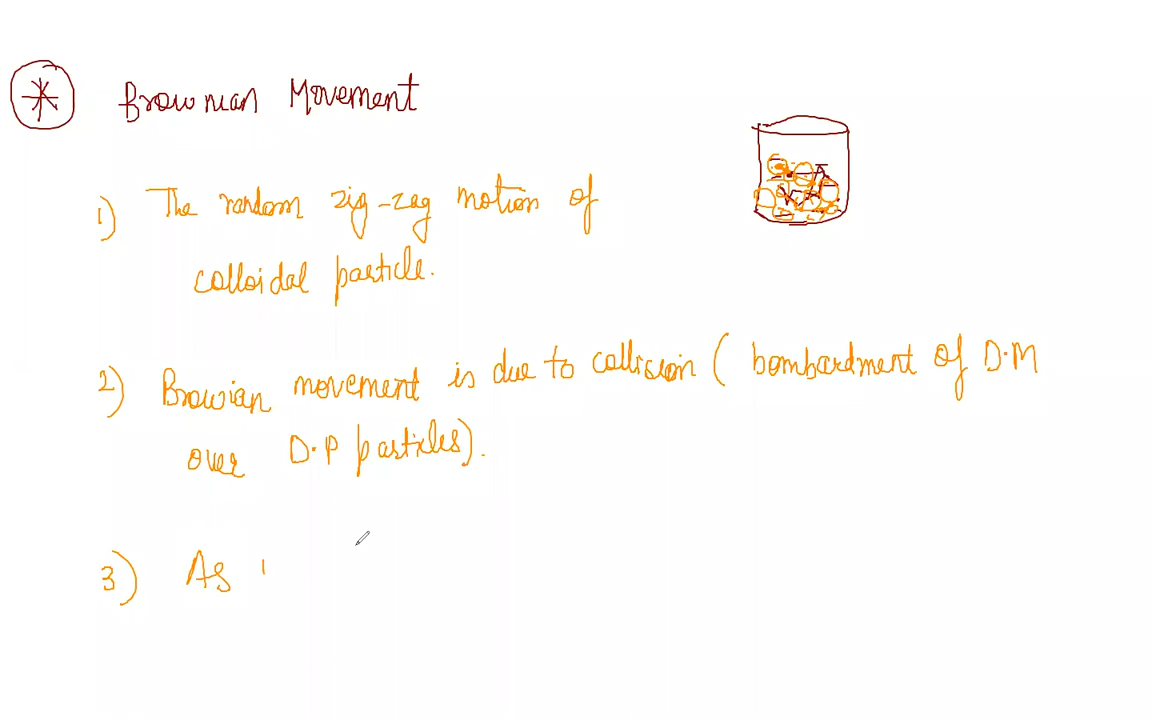 Brownian Movement
1) The random zig-zag motion of
colloidal particle.
2) Browian movement is due to collision ( bombardment of D.M
over D.P particles).
3) As